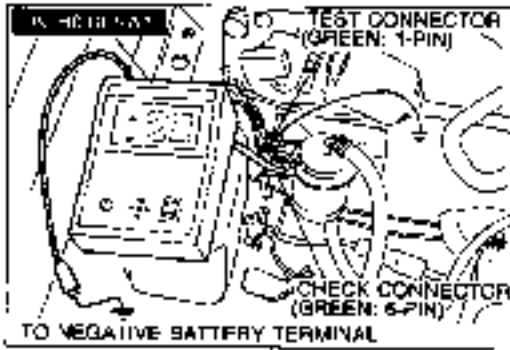 TEST CONNECTOR
(GREEN: 1-PIN)
CHECK CONNECTOR
(GREEN: 6-PIN)
TO NEGATIVE BATTERY TERMINAL